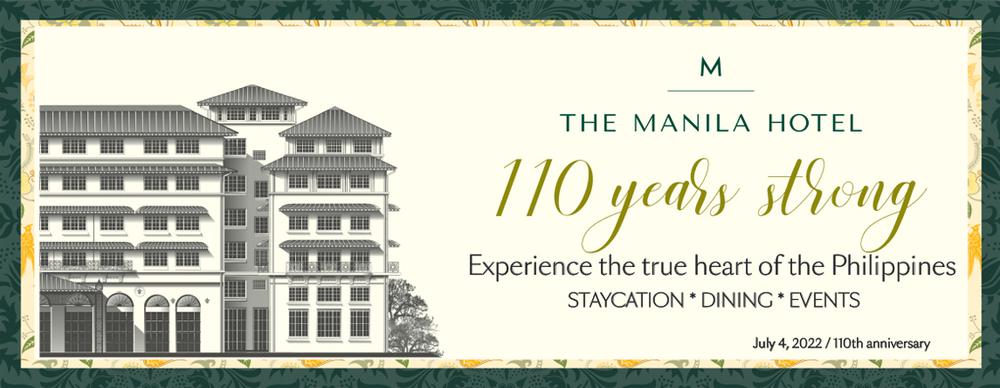 M
THE MANILA HOTEL
110 years strong
Experience the true heart of the Philippines
STAYCATION * DINING * EVENTS
July 4, 2022 / 110th anniversary